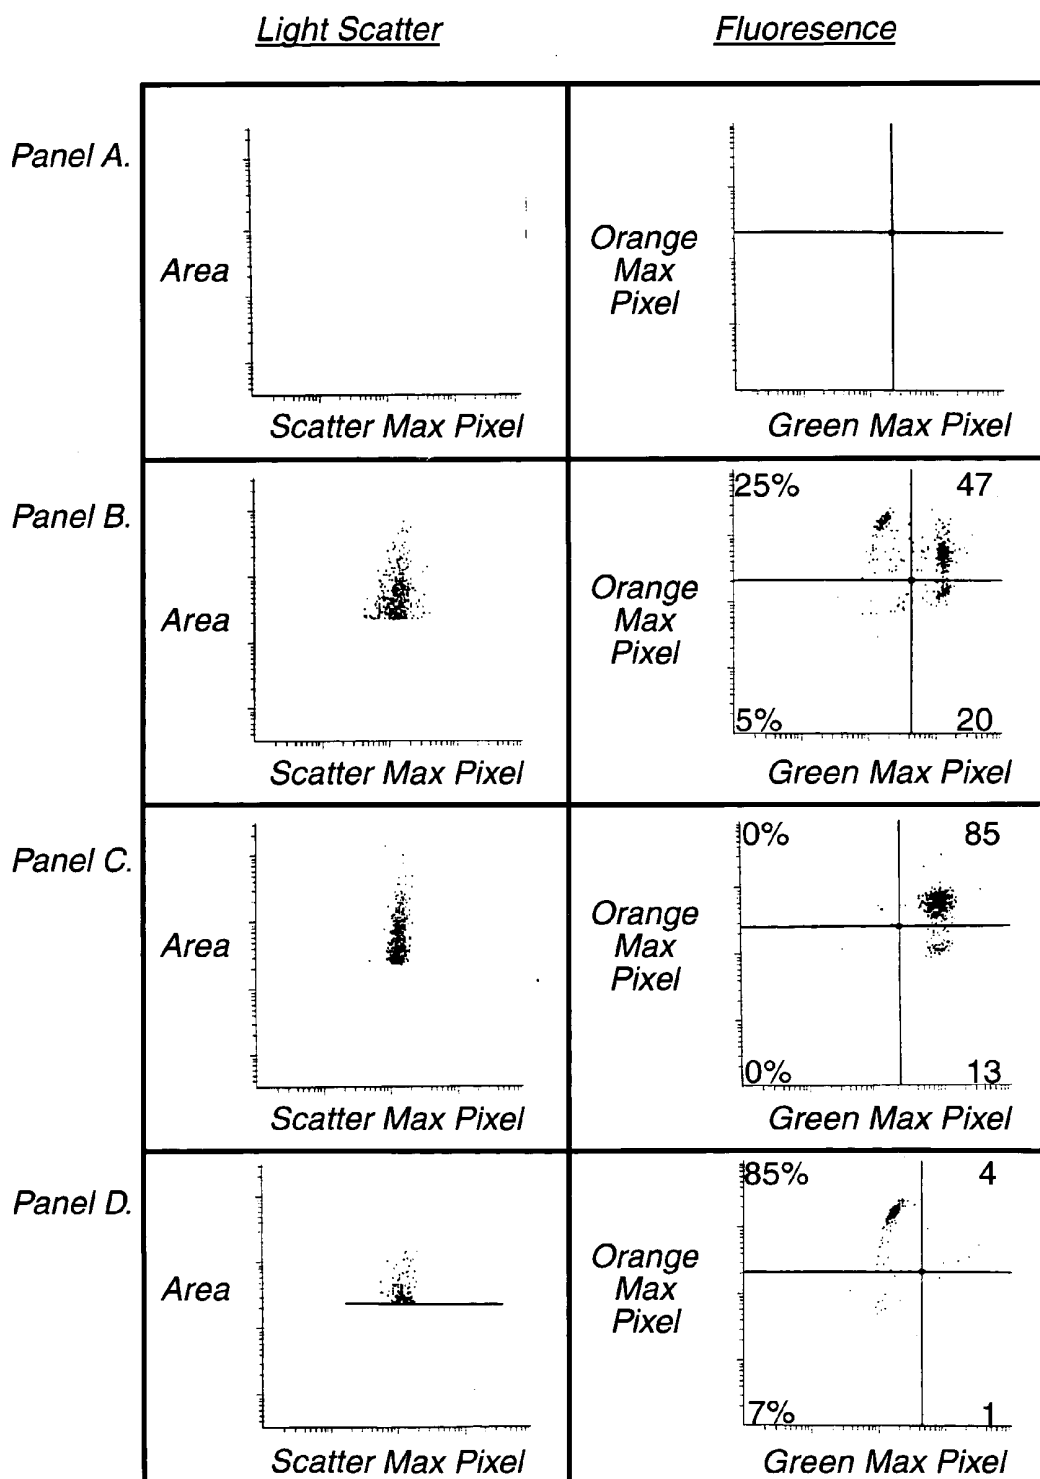 Light Scatter
Fluoresence
Panel A.
Area
Scatter Max Pixel
Orange
Max
Pixel
Green Max Pixel
Panel B.
Area
Scatter Max Pixel
25%
47
Orange
Max
Pixel
5%
20
Green Max Pixel
Panel C.
Area
Scatter Max Pixel
0%
85
Orange
Max
Pixel
0%
13
Green Max Pixel
Panel D.
Area
Scatter Max Pixel
85%
4
Orange
Max
Pixel
7%
1
Green Max Pixel